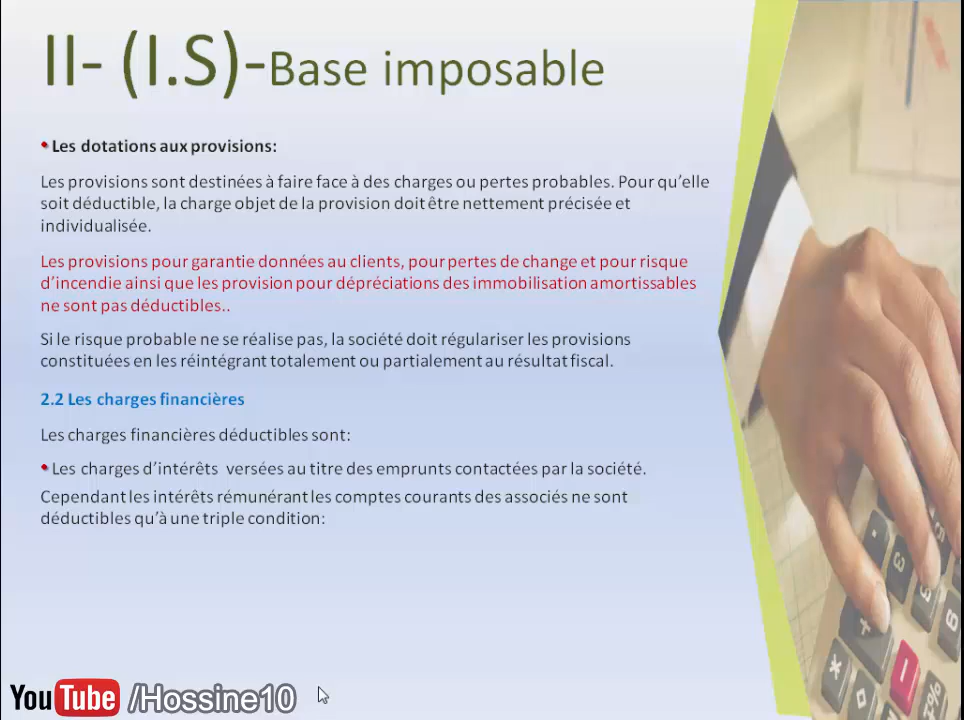 II- (I.S)-Base imposable
• Les dotations aux provisions:
Les provisions sont destinées à faire face à des charges ou pertes probables. Pour qu'elle
soit déductible, la charge objet de la provision doit être nettement précisée et
individualisée.
Les provisions pour garantie données au clients, pour pertes de change et pour risque
d'incendie ainsi que les provision pour dépréciations des immobilisation amortissables
ne sont pas déductibles..
Si le risque probable ne se réalise pas, la société doit régulariser les provisions
constituées en les réintégrant totalement ou partialement au résultat fiscal.
2.2 Les charges financières
Les charges financières déductibles sont:
• Les charges d'intérêts versées au titre des emprunts contactées par la société.
Cependant les intérêts rémunérant les comptes courants des associés ne sont
déductibles qu'à une triple condition:
YouTube /Hossine10